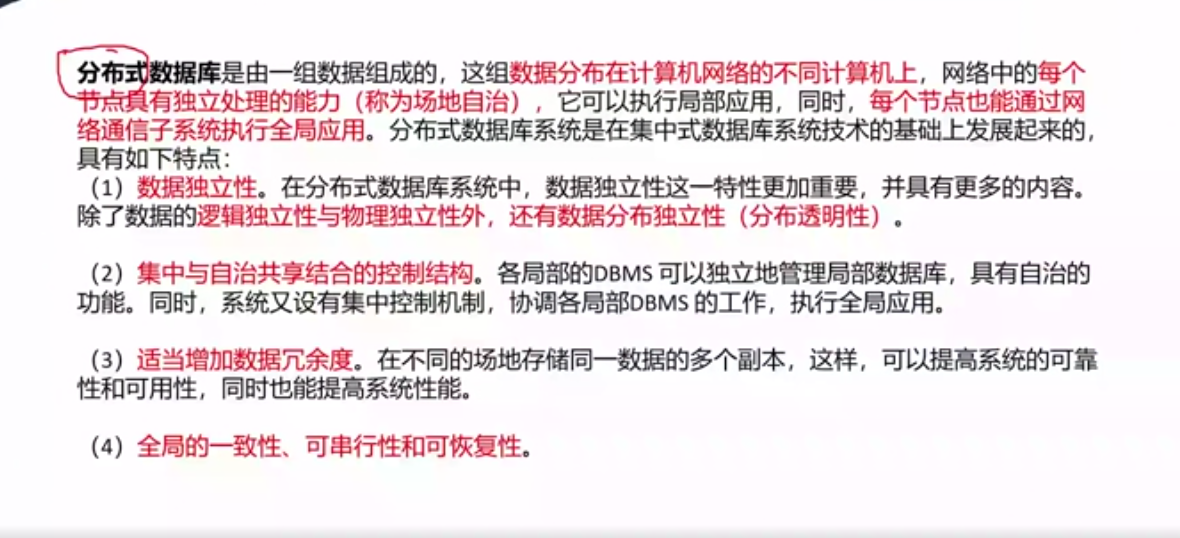 分布式数据库是由一组数据组成的，这组数据分布在计算机网络的不同计算机上，网络中的每个
节点具有独立处理的能力（称为场地自治），它可以执行局部应用，同时，每个节点也能通过网
络通信子系统执行全局应用。分布式数据库系统是在集中式数据库系统技术的基础上发展起来的，
具有如下特点：
（1）数据独立性。在分布式数据库系统中，数据独立性这一特性更加重要，并具有更多的内容。
除了数据的逻辑独立性与物理独立性外，还有数据分布独立性（分布透明性）。
（2）集中与自治共享结合的控制结构。各局部的DBMS 可以独立地管理局部数据库，具有自治的
功能。同时，系统又设有集中控制机制，协调各局部DBMS 的工作，执行全局应用。
（3）适当增加数据冗余度。在不同的场地存储同一数据的多个副本，这样，可以提高系统的可靠
性和可用性，同时也能提高系统性能。
（4）全局的一致性、可串行性和可恢复性。